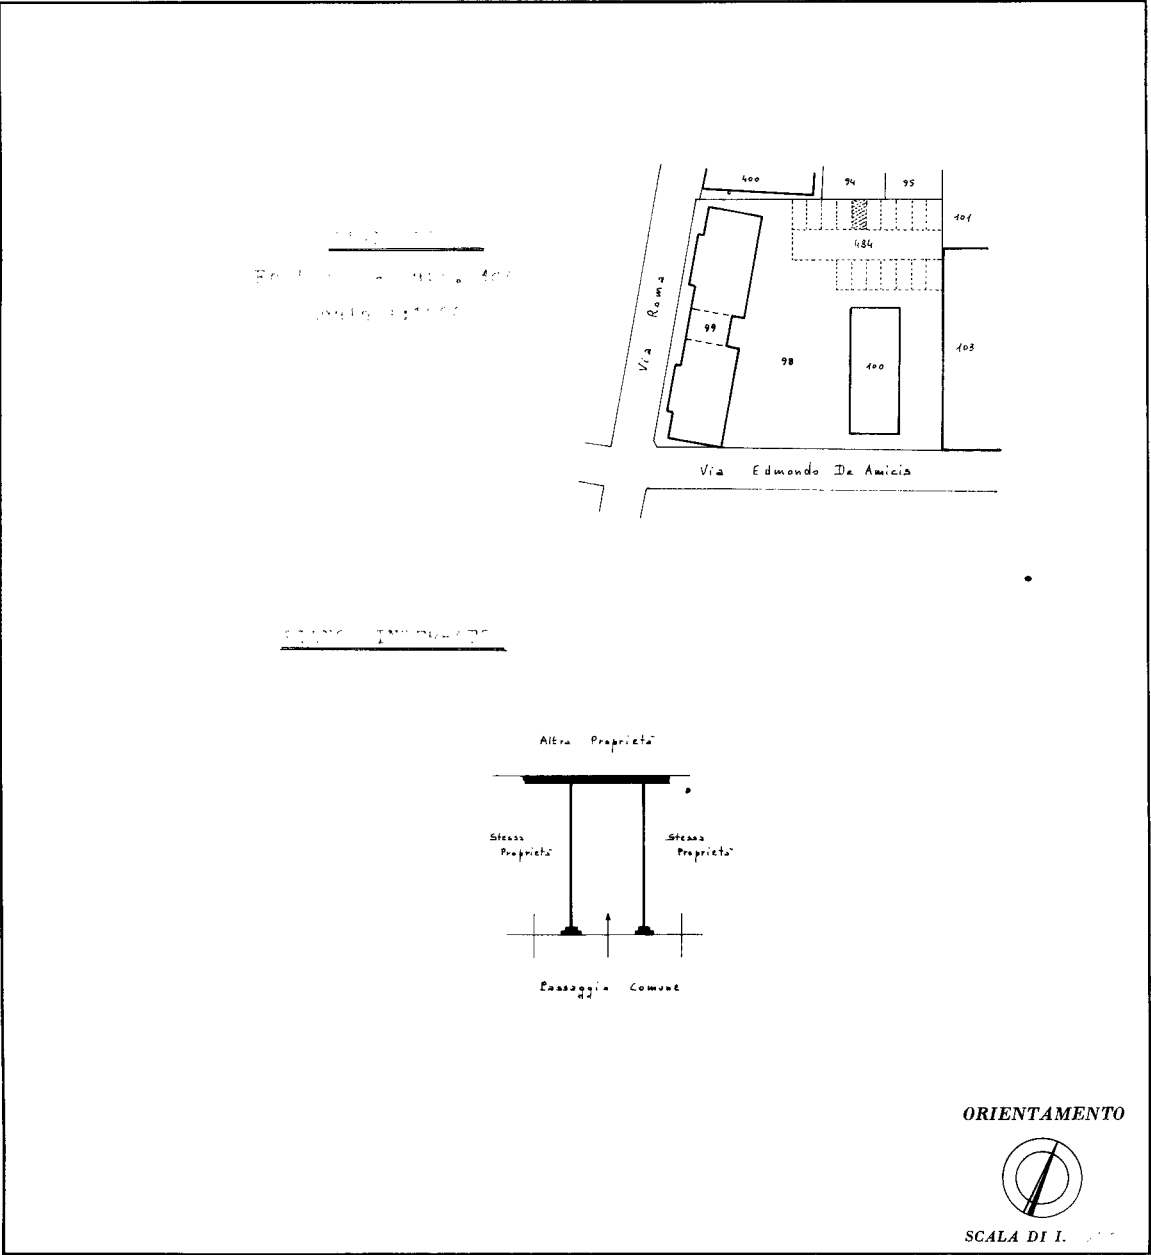 400
94
95
101
484
Via Roma
99
98
100
103
Via Edmondo De Amicis
Altra Proprietà
Stessa
Proprietà
Stessa
Proprietà
Passaggio Comune
ORIENTAMENTO
SCALA DI I.